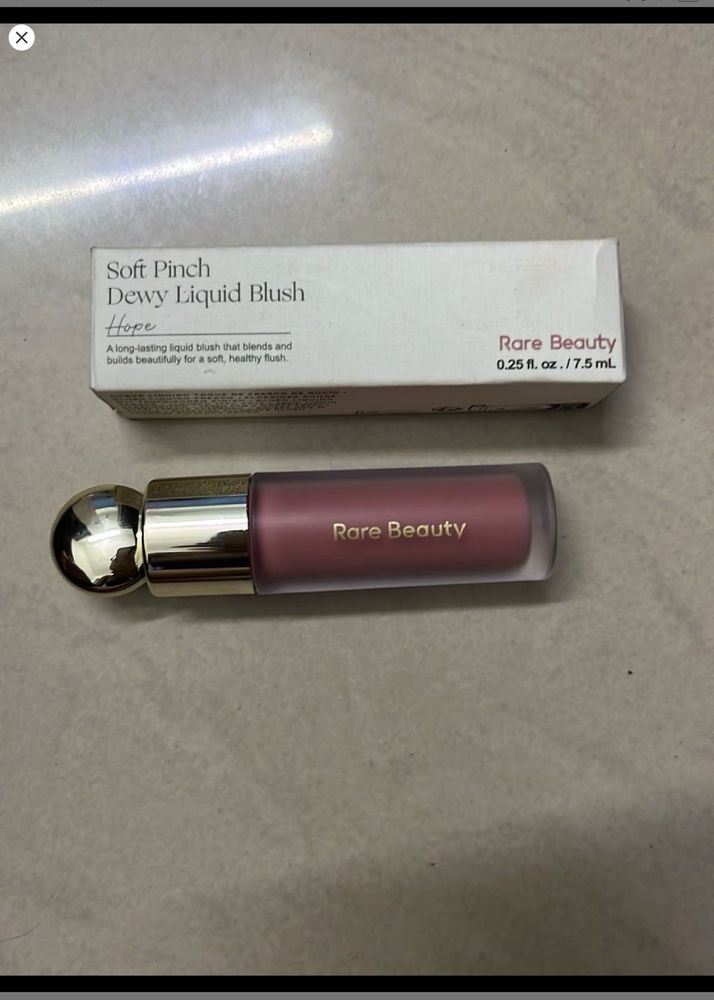 Soft Pinch
Dewy Liquid Blush
Hope
A long-lasting liquid blush that blends and
builds beautifully for a soft, healthy flush.
Rare Beauty
0.25 fl. oz . / 7.5 mL
Rare Beauty